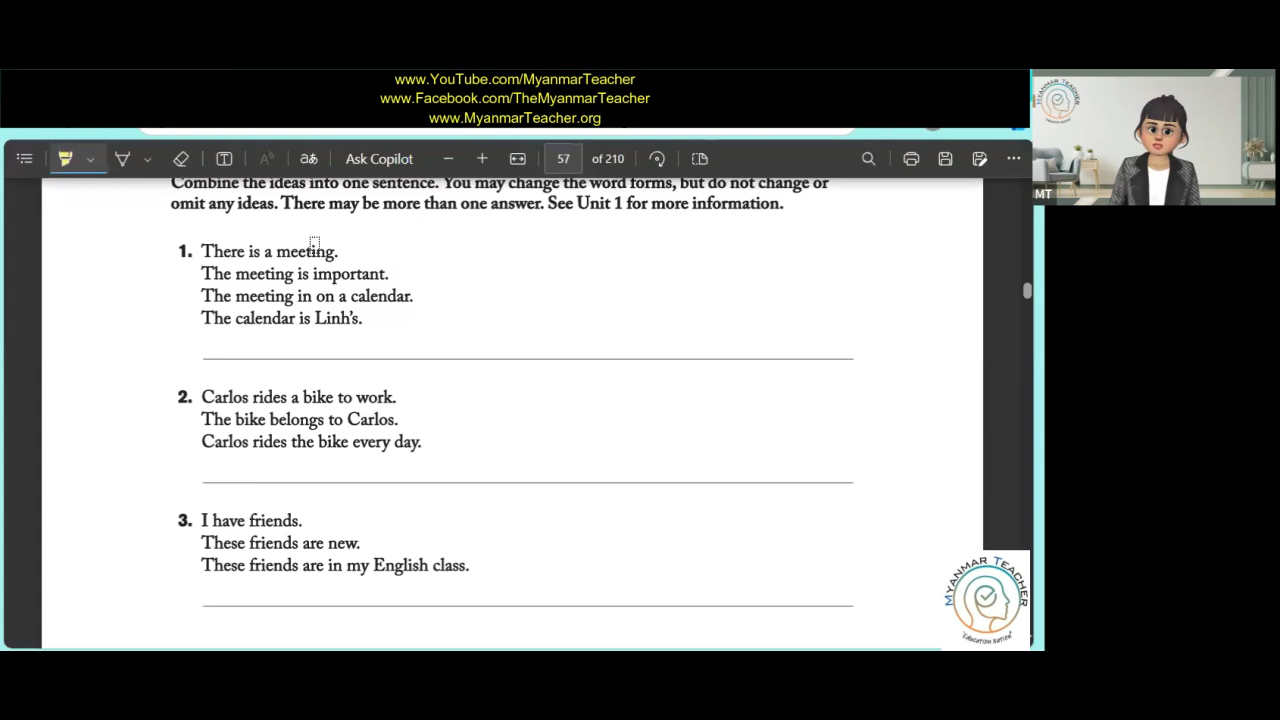 www.YouTube.com/MyanmarTeacher
www.Facebook.com/TheMyanmarTeacher
www.MyanmarTeacher.org
MYANMAR TEACHER
MT
Ask Copilot
57 of 210
Combine the ideas into one sentence. You may change the word forms, but do not change or
omit any ideas. There may be more than one answer. See Unit 1 for more information.
1. There is a meeting.
The meeting is important.
The meeting in on a calendar.
The calendar is Linh's.
2. Carlos rides a bike to work.
The bike belongs to Carlos.
Carlos rides the bike every day.
3. I have friends.
These friends are new.
These friends are in my English class.
MYANMAR TEACHER
"Education Nation"